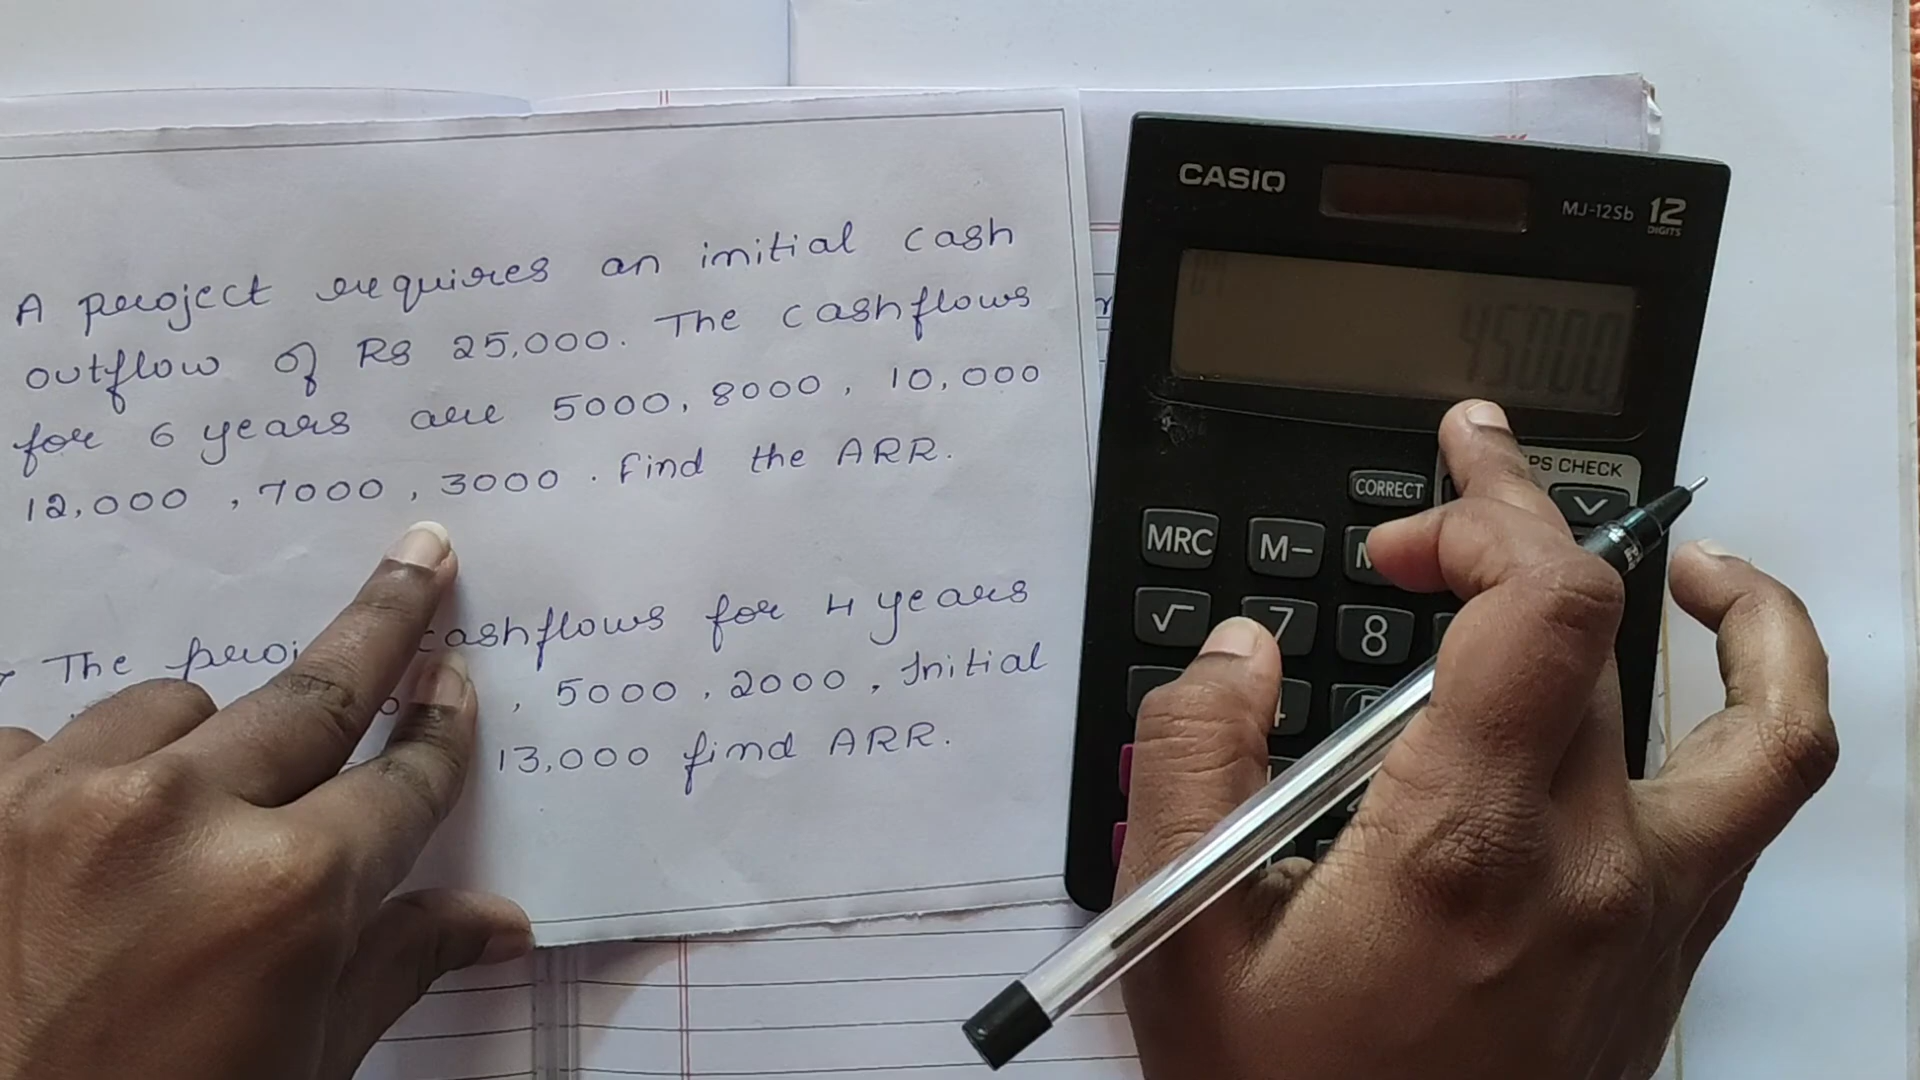 A project requires an initial cash
outflow of RS 25,000. The cashflows
for 6 years are 5000, 8000, 10,000
12,000, 7000, 3000. Find the ARR.
The cashflows for 4 years
, 5000, 2000, Initial
13,000 find ARR.
CASIO
MJ-12Sb 12
DIGITS
45000
CHECK
CORRECT
MRC M-
√ 7 8